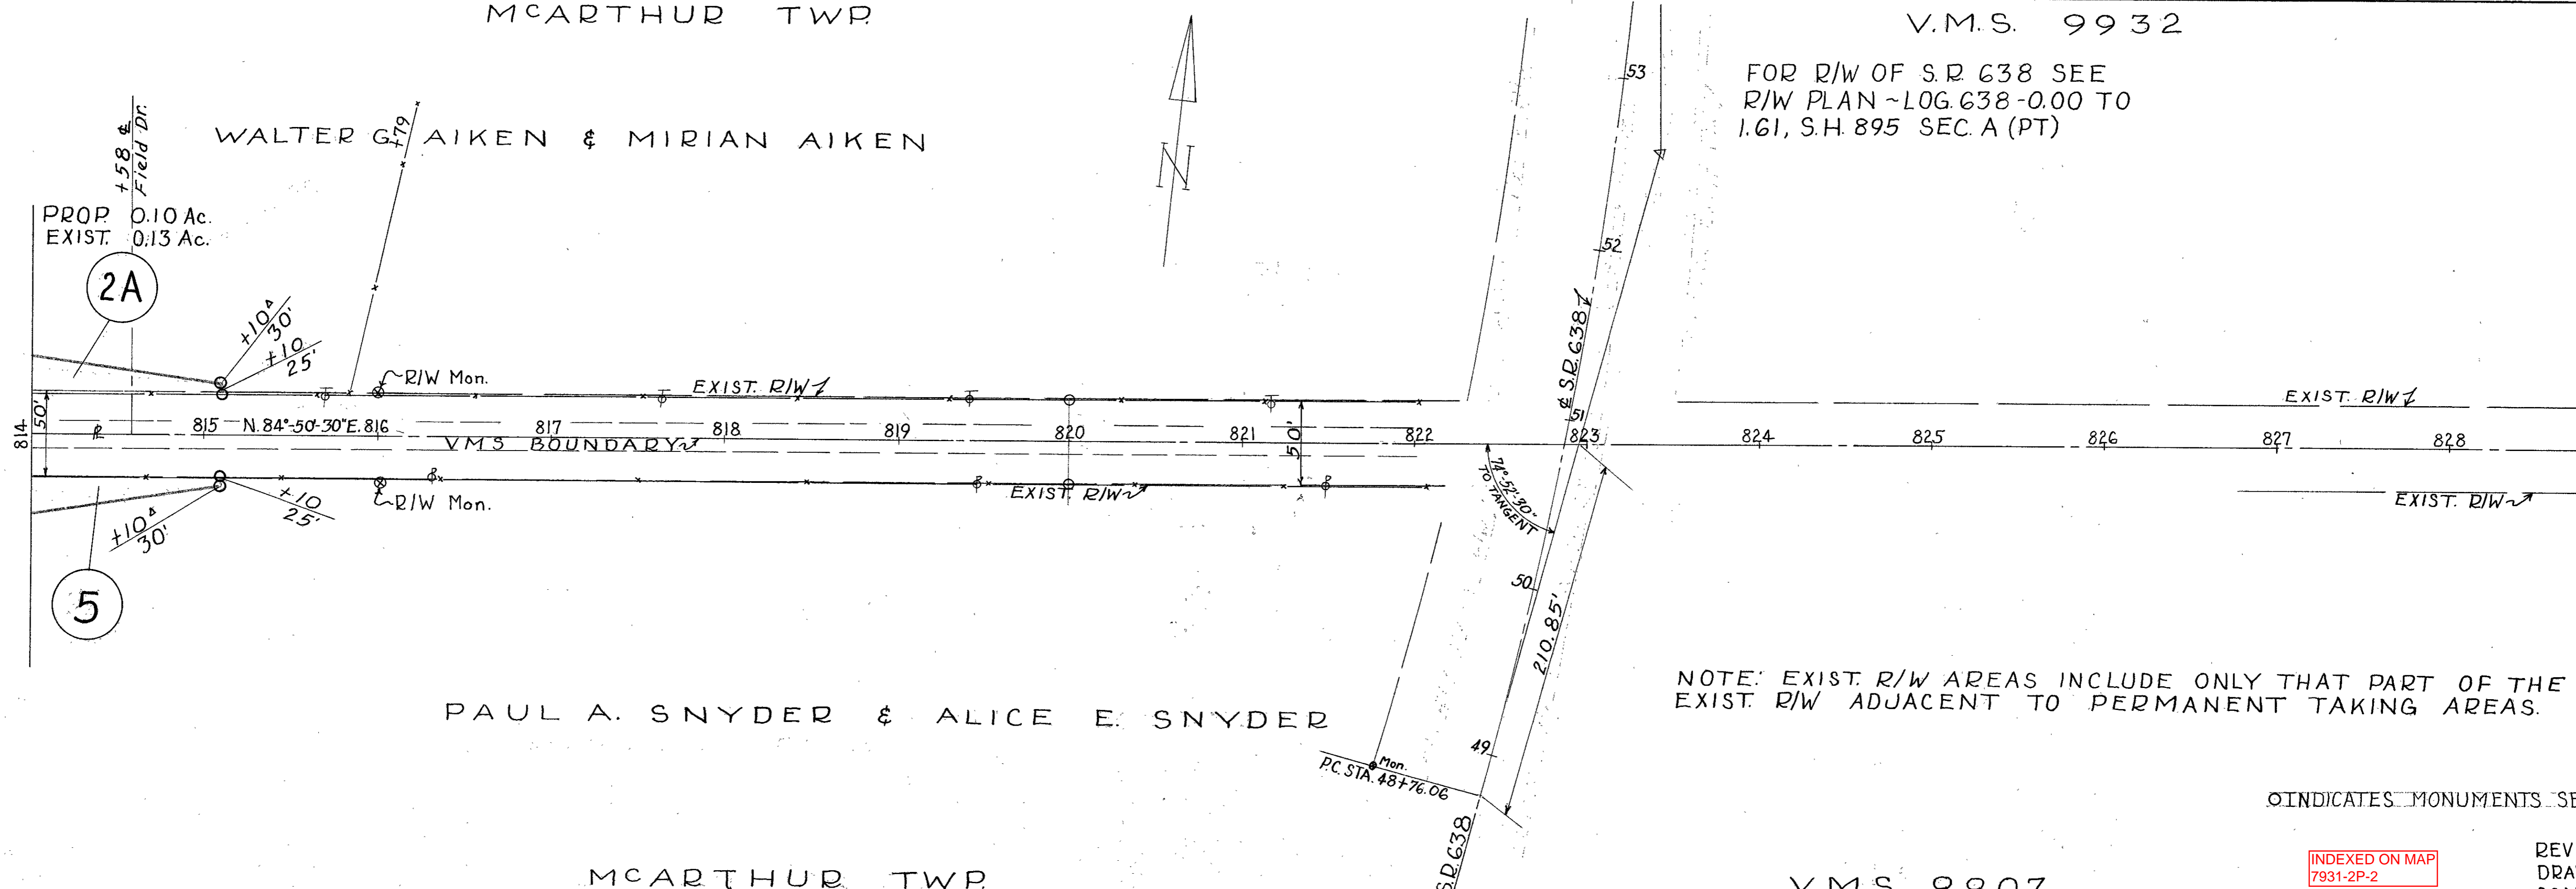 McARTHUR TWP.
V.M.S. 9932
FOR R/W OF S.R. 638 SEE
R/W PLAN ~ LOG. 638-0.00 TO
1.61, S.H. 895 SEC. A (PT)
53
+58 ℄
Field Dr.
+79
WALTER G. AIKEN & MIRIAN AIKEN
N
PROP. 0.10 Ac.
EXIST. 0.13 Ac.
52
2A
+10
30'
+10
25'
R/W Mon.
EXIST. R/W
℄ S.R. 638
EXIST. R/W
50'
51
814
815 N.84°-50'-30"E. 816 817 818 819 820 821 822 823 824 825 826 827 828
VMS BOUNDARY
50'
74°-52'-30"
TO TANGENT
EXIST. R/W
EXIST. R/W
R/W Mon.
+10
25'
+10
30'
5
50
210.85'
NOTE: EXIST. R/W AREAS INCLUDE ONLY THAT PART OF THE
EXIST. R/W ADJACENT TO PERMANENT TAKING AREAS.
PAUL A. SNYDER & ALICE E. SNYDER
49
Mon.
P.C. STA. 48+76.06
INDICATES MONUMENTS SE
S.R. 638
INDEXED ON MAP
7931-2P-2
REV
DRA
McARTHUR TWP.